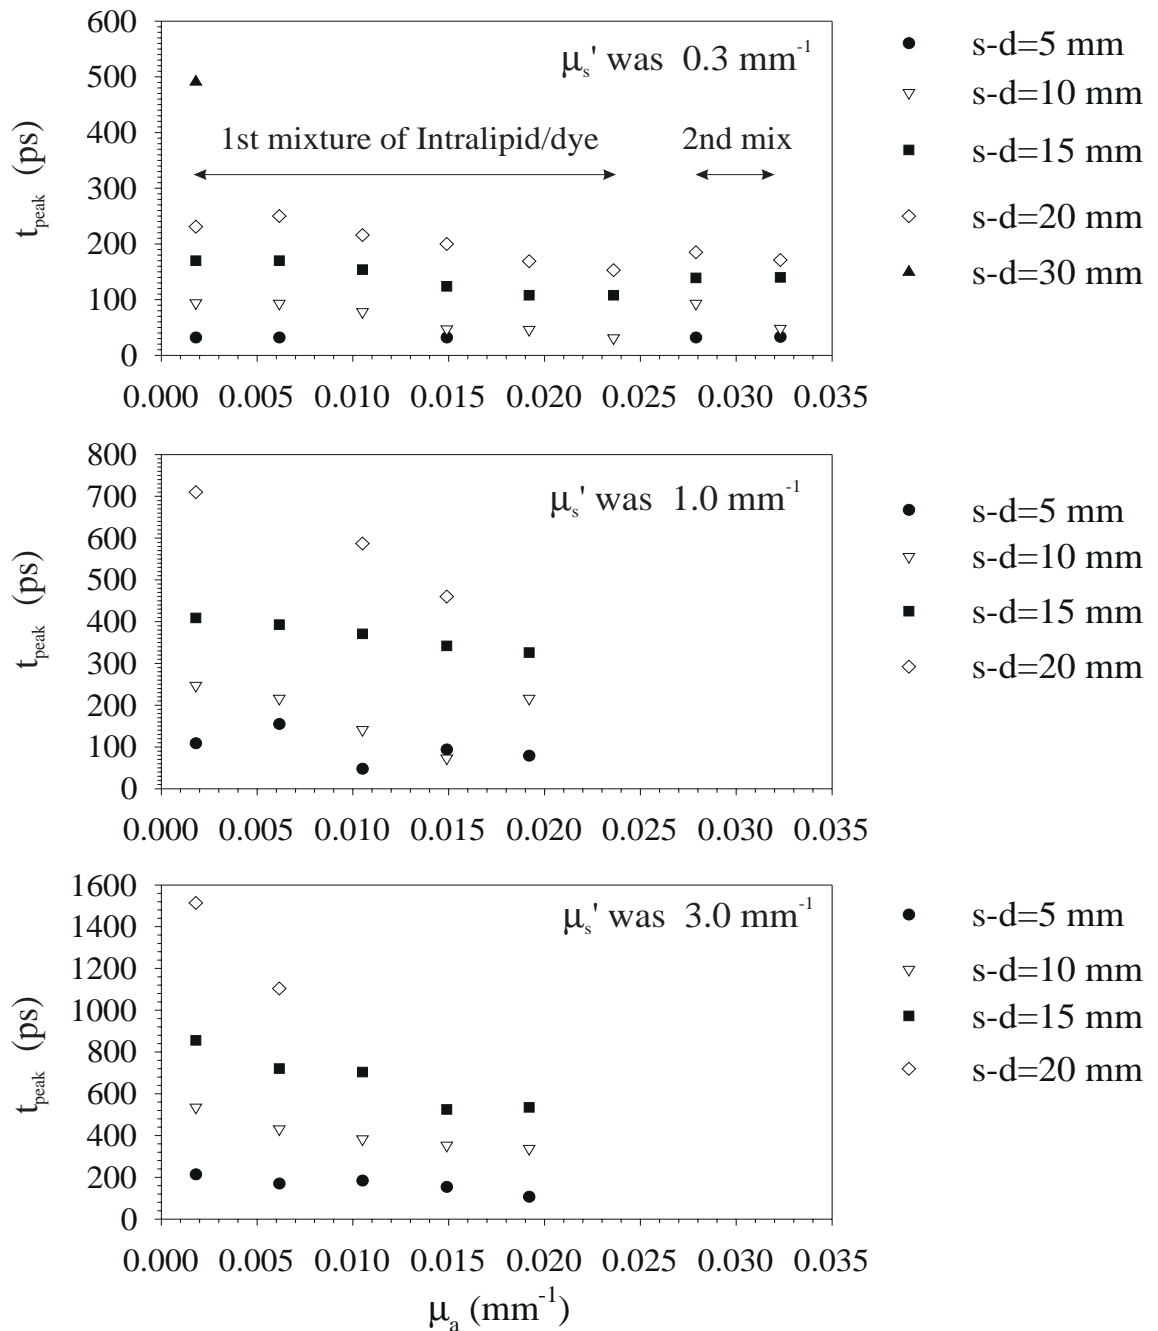 600
500
400
300
200
100
0
t_peak (ps)
μ_s' was 0.3 mm^-1
1st mixture of Intralipid/dye
2nd mix
0.000 0.005 0.010 0.015 0.020 0.025 0.030 0.035
s-d=5 mm
s-d=10 mm
s-d=15 mm
s-d=20 mm
s-d=30 mm
800
700
600
500
400
300
200
100
0
t_peak (ps)
μ_s' was 1.0 mm^-1
0.000 0.005 0.010 0.015 0.020 0.025 0.030 0.035
s-d=5 mm
s-d=10 mm
s-d=15 mm
s-d=20 mm
1600
1400
1200
1000
800
600
400
200
0
t_peak (ps)
μ_s' was 3.0 mm^-1
0.000 0.005 0.010 0.015 0.020 0.025 0.030 0.035
μ_a (mm^-1)
s-d=5 mm
s-d=10 mm
s-d=15 mm
s-d=20 mm